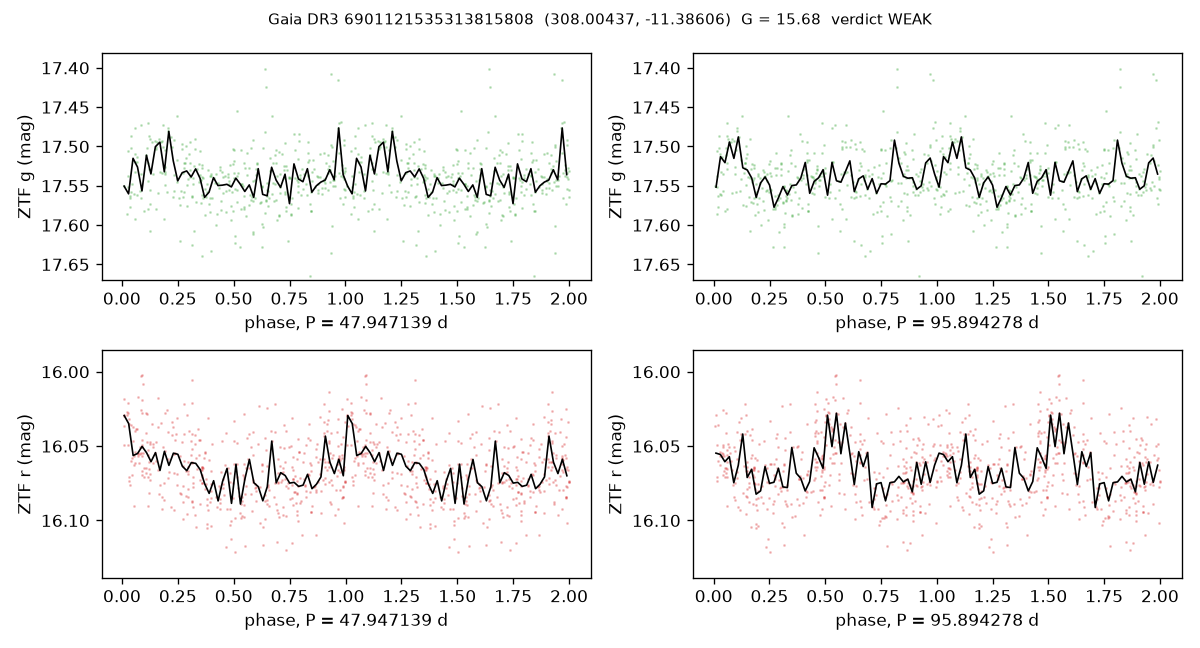 Gaia DR3 6901121535313815808  (308.00437, -11.38606)  G = 15.68  verdict WEAK
17.40
17.45
17.50
17.55
17.60
17.65
ZTF g (mag)
0.00 0.25 0.50 0.75 1.00 1.25 1.50 1.75 2.00
phase, P = 47.947139 d
17.40
17.45
17.50
17.55
17.60
17.65
ZTF g (mag)
0.00 0.25 0.50 0.75 1.00 1.25 1.50 1.75 2.00
phase, P = 95.894278 d
16.00
16.05
16.10
ZTF r (mag)
0.00 0.25 0.50 0.75 1.00 1.25 1.50 1.75 2.00
phase, P = 47.947139 d
16.00
16.05
16.10
ZTF r (mag)
0.00 0.25 0.50 0.75 1.00 1.25 1.50 1.75 2.00
phase, P = 95.894278 d